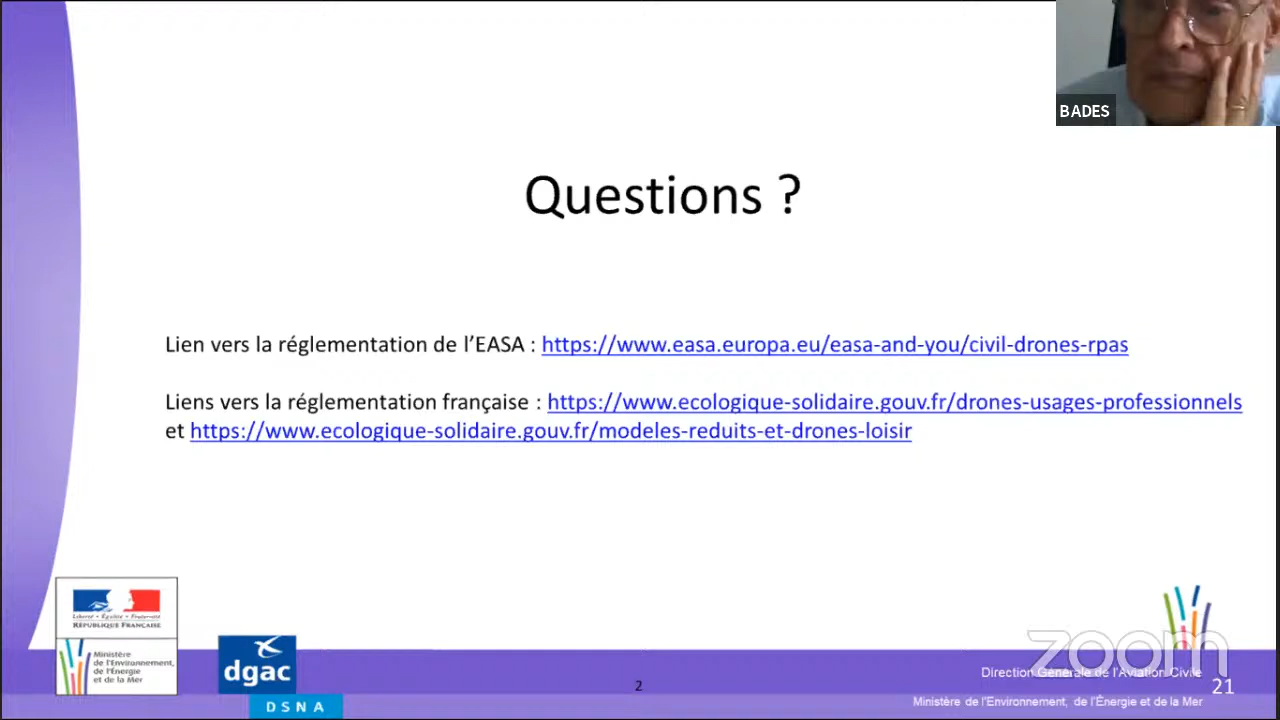 BADES
Questions ?
Lien vers la réglementation de l’EASA : https://www.easa.europa.eu/easa-and-you/civil-drones-rpas
Liens vers la réglementation française : https://www.ecologique-solidaire.gouv.fr/drones-usages-professionnels
et https://www.ecologique-solidaire.gouv.fr/modeles-reduits-et-drones-loisir
Liberté • Égalité • Fraternité
RÉPUBLIQUE FRANÇAISE
Ministère
de l'Environnement,
de l'Énergie
et de la Mer
dgac
DSNA
2
zoom
Direction Générale de l'Aviation Civile
21
Ministère de l'Environnement, de l'Énergie et de la Mer